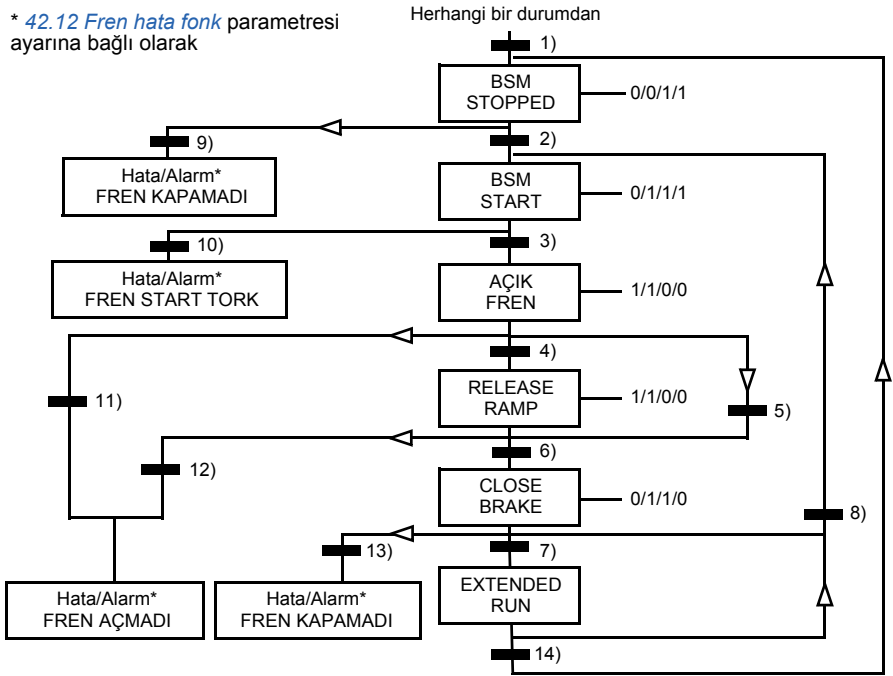 * 42.12 Fren hata fonk parametresi
ayarına bağlı olarak
Herhangi bir durumdan
1)
BSM
STOPPED
0/0/1/1
2)
9)
Hata/Alarm*
FREN KAPAMADI
BSM
START
0/1/1/1
3)
10)
Hata/Alarm*
FREN START TORK
AÇIK
FREN
1/1/0/0
4)
RELEASE
RAMP
1/1/0/0
5)
11)
6)
12)
CLOSE
BRAKE
0/1/1/0
8)
7)
13)
Hata/Alarm*
FREN AÇMADI
Hata/Alarm*
FREN KAPAMADI
EXTENDED
RUN
14)